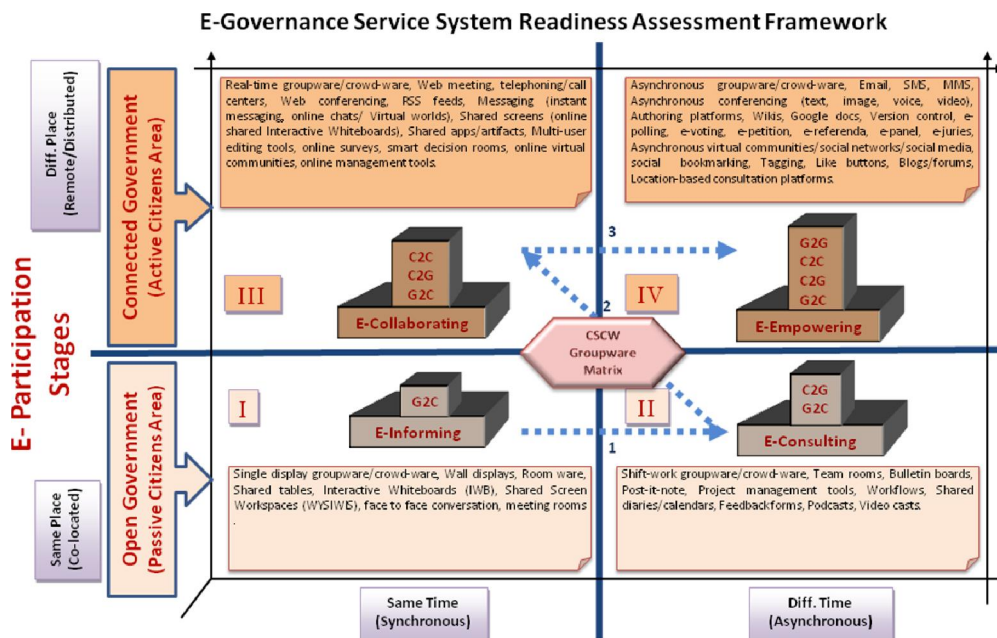 E-Governance Service System Readiness Assessment Framework
E- Participation
Stages
Diff. Place
(Remote/Distributed)
Connected Government
(Active Citizens Area)
Real-time groupware/crowd-ware, Web meeting, telephoning/call
centers, Web conferencing, RSS feeds, Messaging (instant
messaging, online chats/ Virtual worlds), Shared screens (online
shared Interactive Whiteboards), Shared apps/artifacts, Multi-user
editing tools, online surveys, smart decision rooms, online virtual
communities, online management tools.
Asynchronous groupware/crowd-ware, Email, SMS, MMS,
Asynchronous conferencing (text, image, voice, video),
Authoring platforms, Wikis, Google docs, Version control, e-
polling, e-voting, e-petition, e-referenda, e-panel, e-juries,
Asynchronous virtual communities/social networks/social media,
social bookmarking, Tagging, Like buttons, Blogs/forums,
Location-based consultation platforms.
III
C2C
C2G
G2C
E-Collaborating
3
2
IV
G2G
C2C
C2G
G2C
E-Empowering
CSCW
Groupware
Matrix
Same Place
(Co-located)
Open Government
(Passive Citizens Area)
I
G2C
E-Informing
1
II
C2G
G2C
E-Consulting
Single display groupware/crowd-ware, Wall displays, Room ware,
Shared tables, Interactive Whiteboards (IWB), Shared Screen
Workspaces (WYSIWIS), face to face conversation, meeting rooms
.
Shift-work groupware/crowd-ware, Team rooms, Bulletin boards,
Post-it-note, Project management tools, Workflows, Shared
diaries/calendars, Feedbackforms, Podcasts, Video casts.
Same Time
(Synchronous)
Diff. Time
(Asynchronous)